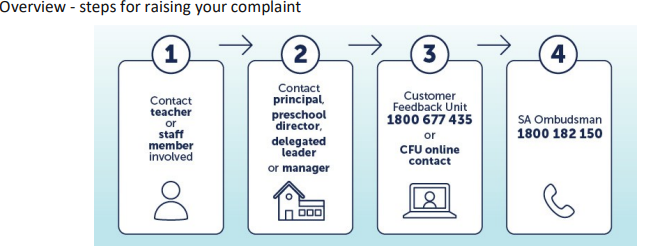 Overview - steps for raising your complaint
1
Contact
teacher
or
staff
member
involved
2
Contact
principal,
preschool
director,
delegated
leader
or manager
3
Customer
Feedback Unit
1800 677 435
or
CFU online
contact
4
SA Ombudsman
1800 182 150